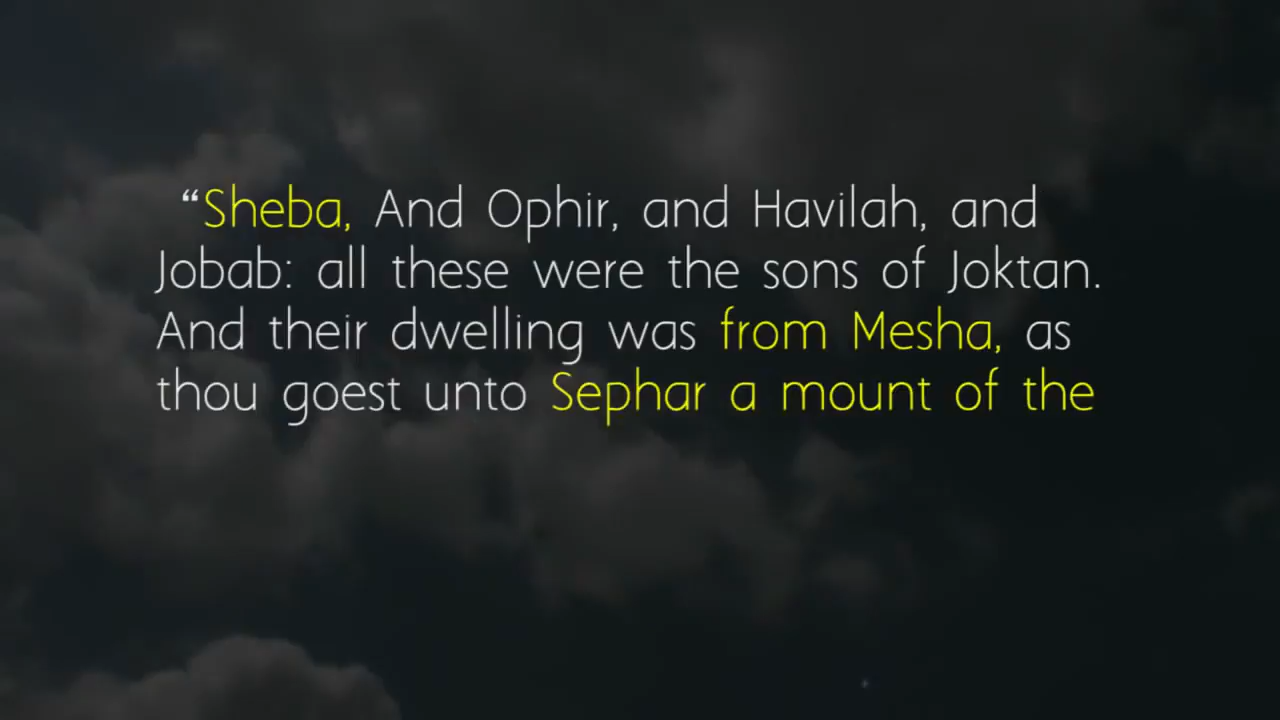 “Sheba, And Ophir, and Havilah, and
Jobab: all these were the sons of Joktan.
And their dwelling was from Mesha, as
thou goest unto Sephar a mount of the